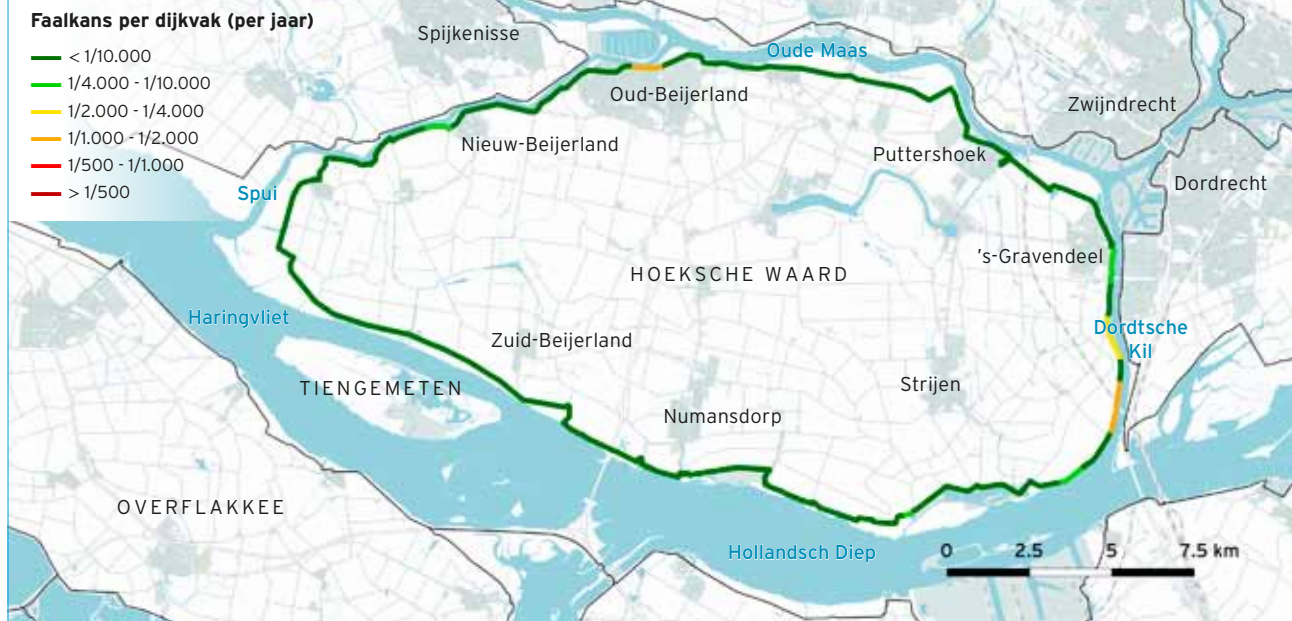 Faalkans per dijkvak (per jaar)
< 1/10.000
1/4.000 - 1/10.000
1/2.000 - 1/4.000
1/1.000 - 1/2.000
1/500 - 1/1.000
> 1/500
Spijkenisse
Oude Maas
Oud-Beijerland
Zwijndrecht
Nieuw-Beijerland
Puttershoek
Dordrecht
Spui
's-Gravendeel
HOEKSCHE WAARD
Haringvliet
Dordtsche
Kil
Zuid-Beijerland
TIENGEMETEN
Strijen
Numansdorp
OVERFLAKKEE
Hollandsch Diep
0 2.5 5 7.5 km